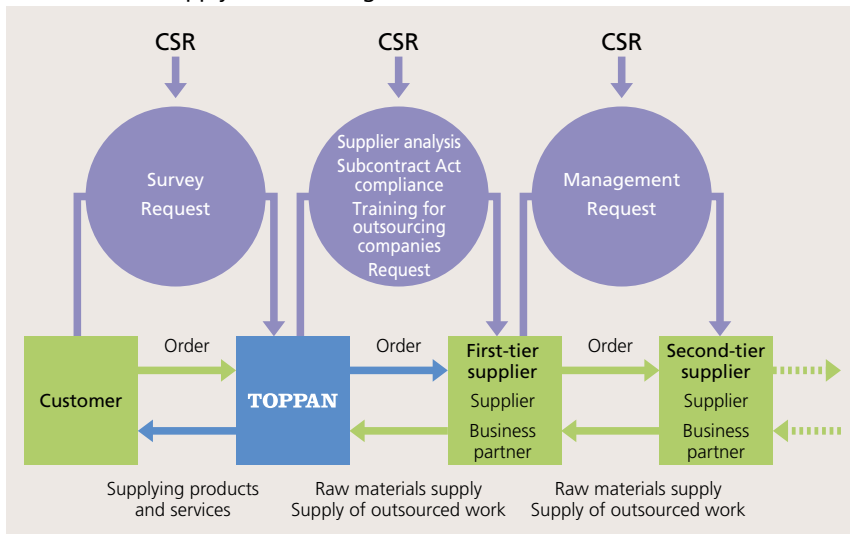 CSR
CSR
CSR
Survey
Request
Supplier analysis
Subcontract Act
compliance
Training for
outsourcing
companies
Request
Management
Request
Customer
Order
TOPPAN
Order
First-tier
supplier
Supplier
Business
partner
Order
Second-tier
supplier
Supplier
Business
partner
Supplying products
and services
Raw materials supply
Supply of outsourced work
Raw materials supply
Supply of outsourced work